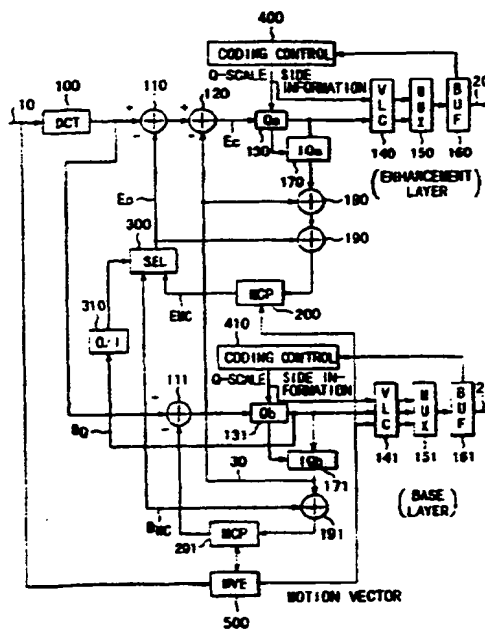 400
CODING CONTROL
Q-SCALE SIDE INFORMATION
10
100
DCT
110
+
-
120
+
-
Ec
Qa
130
IQa
170
VLC
140
MUX
150
BUF
160
20
(ENHANCEMENT LAYER)
180
190
Ep
300
SEL
EMC
MCP
200
310
0/1
410
CODING CONTROL
Q-SCALE
SIDE IN-
FORMATION
111
-
-
Qb
131
BQ
30
IQb
171
VLC
141
MUX
151
BUF
161
(BASE LAYER)
191
BMC
MCP
MVE
500
MOTION VECTOR